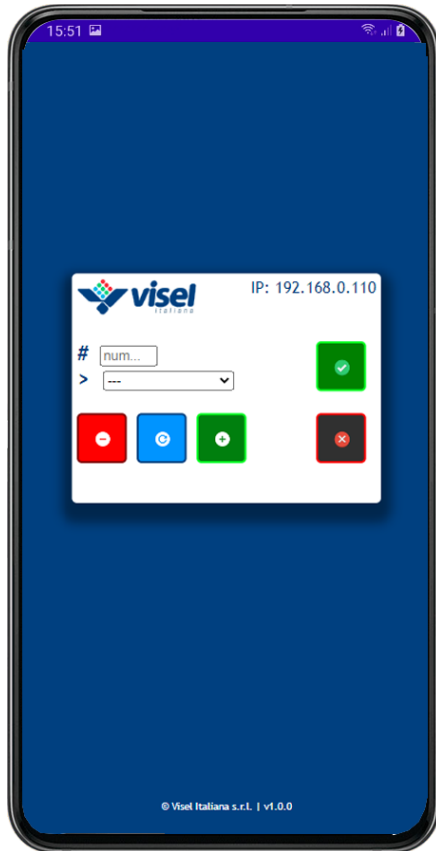 15:51
visel
italiana
IP: 192.168.0.110
# num...
> ---
© Visel Italiana s.r.l. | v1.0.0